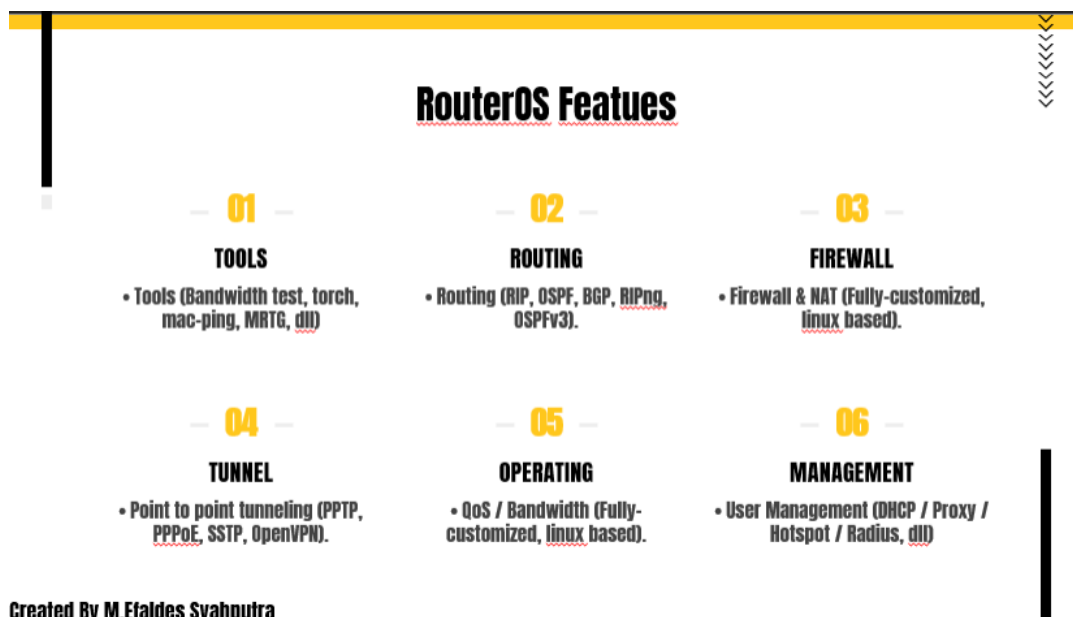 RouterOS Featues
01
TOOLS
• Tools (Bandwidth test, torch,
mac-ping, MRTG, dll)
02
ROUTING
• Routing (RIP, OSPF, BGP, RIPng,
OSPFv3).
03
FIREWALL
• Firewall & NAT (Fully-customized,
linux based).
04
TUNNEL
• Point to point tunneling (PPTP,
PPPoE, SSTP, OpenVPN).
05
OPERATING
• QoS / Bandwidth (Fully-
customized, linux based).
06
MANAGEMENT
• User Management (DHCP / Proxy /
Hotspot / Radius, dll)
Created By M Efaldes Syahputra